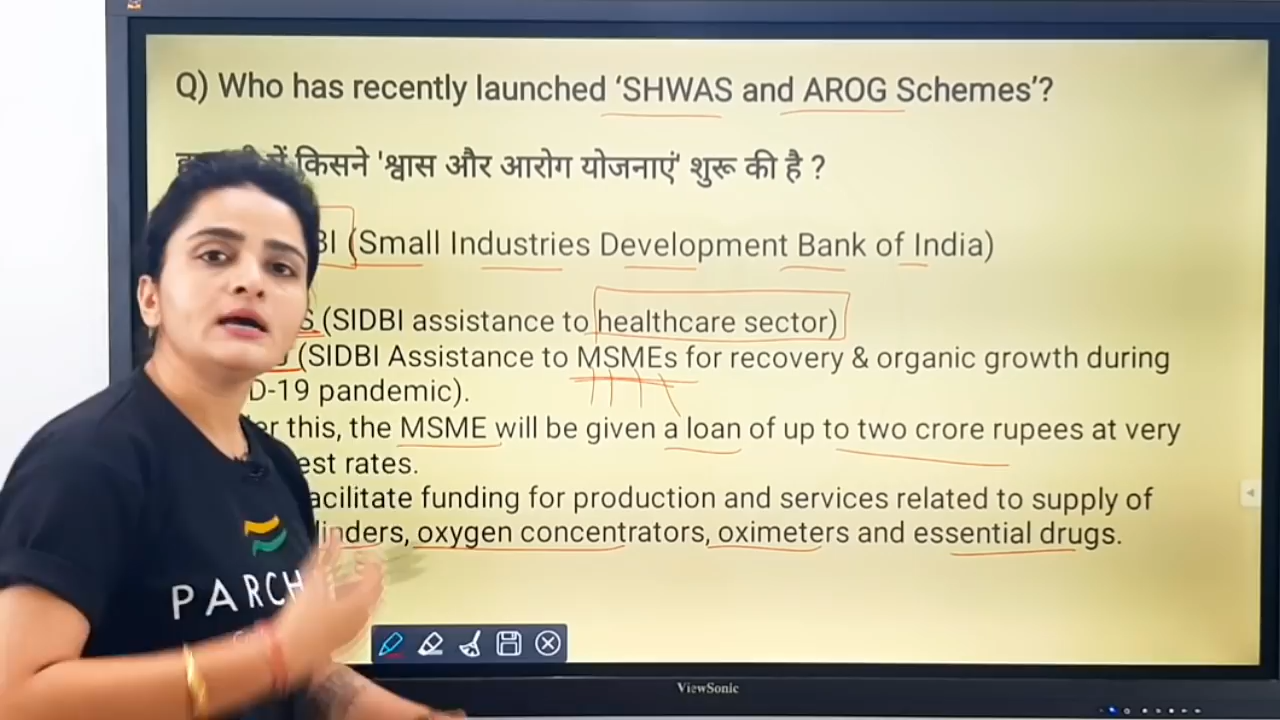 Q) Who has recently launched ‘SHWAS and AROG Schemes’?
किसने 'श्वास और आरोग योजनाएं' शुरू की है ?
BI (Small Industries Development Bank of India)
S (SIDBI assistance to healthcare sector)
(SIDBI Assistance to MSMEs for recovery & organic growth during
D-19 pandemic).
er this, the MSME will be given a loan of up to two crore rupees at very
est rates.
acilitate funding for production and services related to supply of
linders, oxygen concentrators, oximeters and essential drugs.
PARCH
ViewSonic